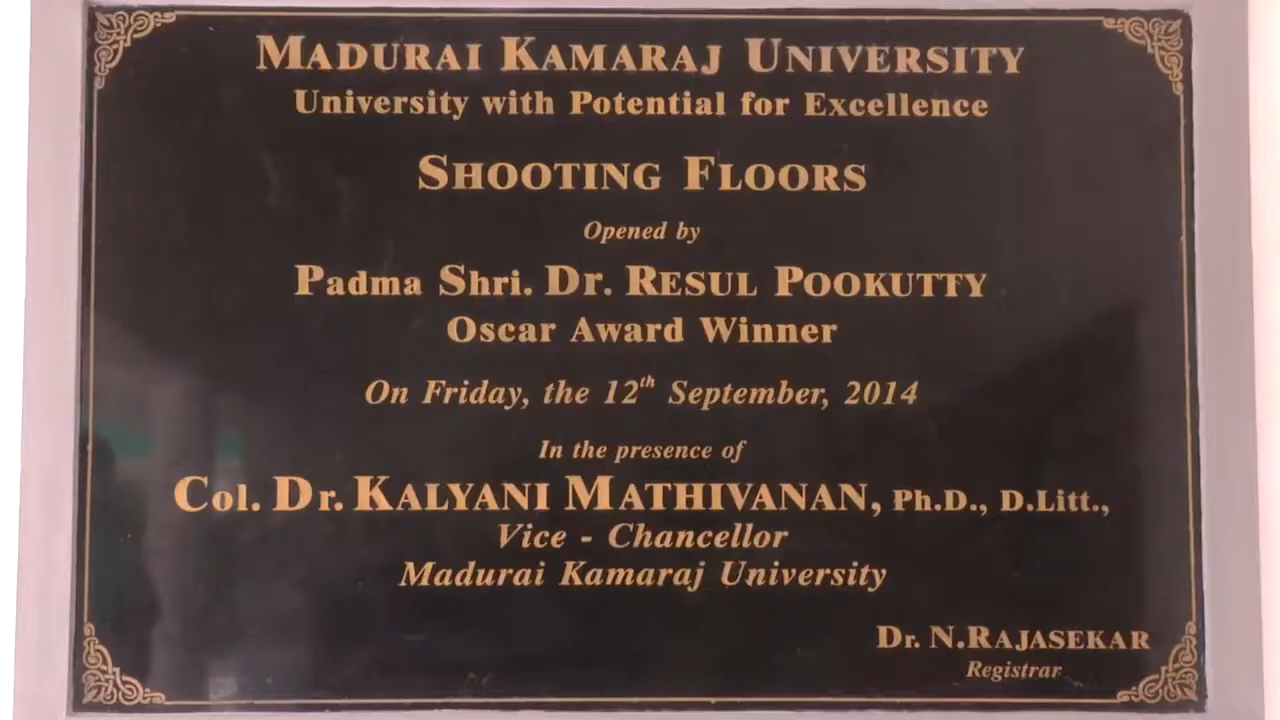 MADURAI KAMARAJ UNIVERSITY
University with Potential for Excellence
SHOOTING FLOORS
Opened by
Padma Shri. Dr. RESUL POOKUTTY
Oscar Award Winner
On Friday, the 12th September, 2014
In the presence of
Col. Dr. KALYANI MATHIVANAN, Ph.D., D.Litt.,
Vice - Chancellor
Madurai Kamaraj University
Dr. N.RAJASEKAR
Registrar